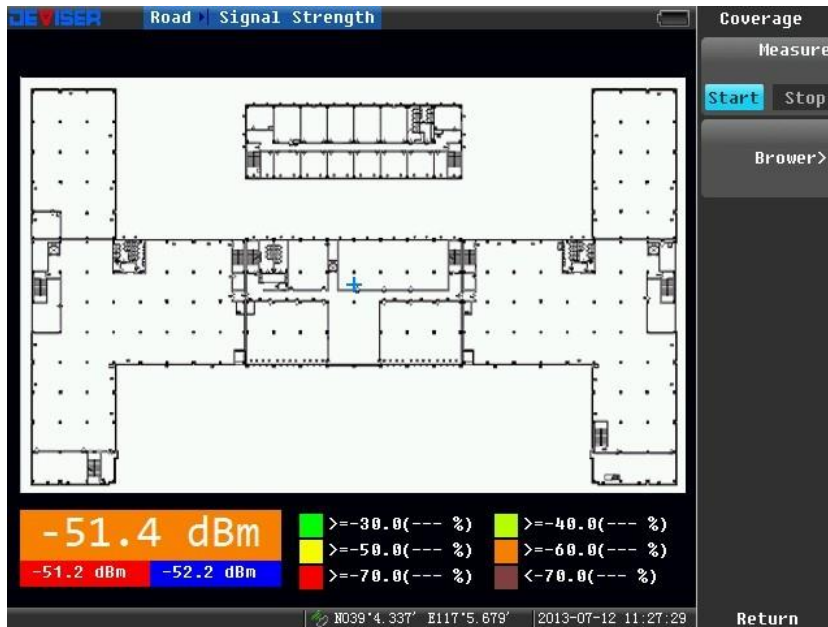 DEVISER Road Signal Strength Coverage
Measure
Start Stop
Brower>
-51.4 dBm
-51.2 dBm -52.2 dBm
>=-30.0(--- %) >=-40.0(--- %)
>=-50.0(--- %) >=-60.0(--- %)
>=-70.0(--- %) <-70.0(--- %)
N039°4.337' E117°5.679' 2013-07-12 11:27:29 Return